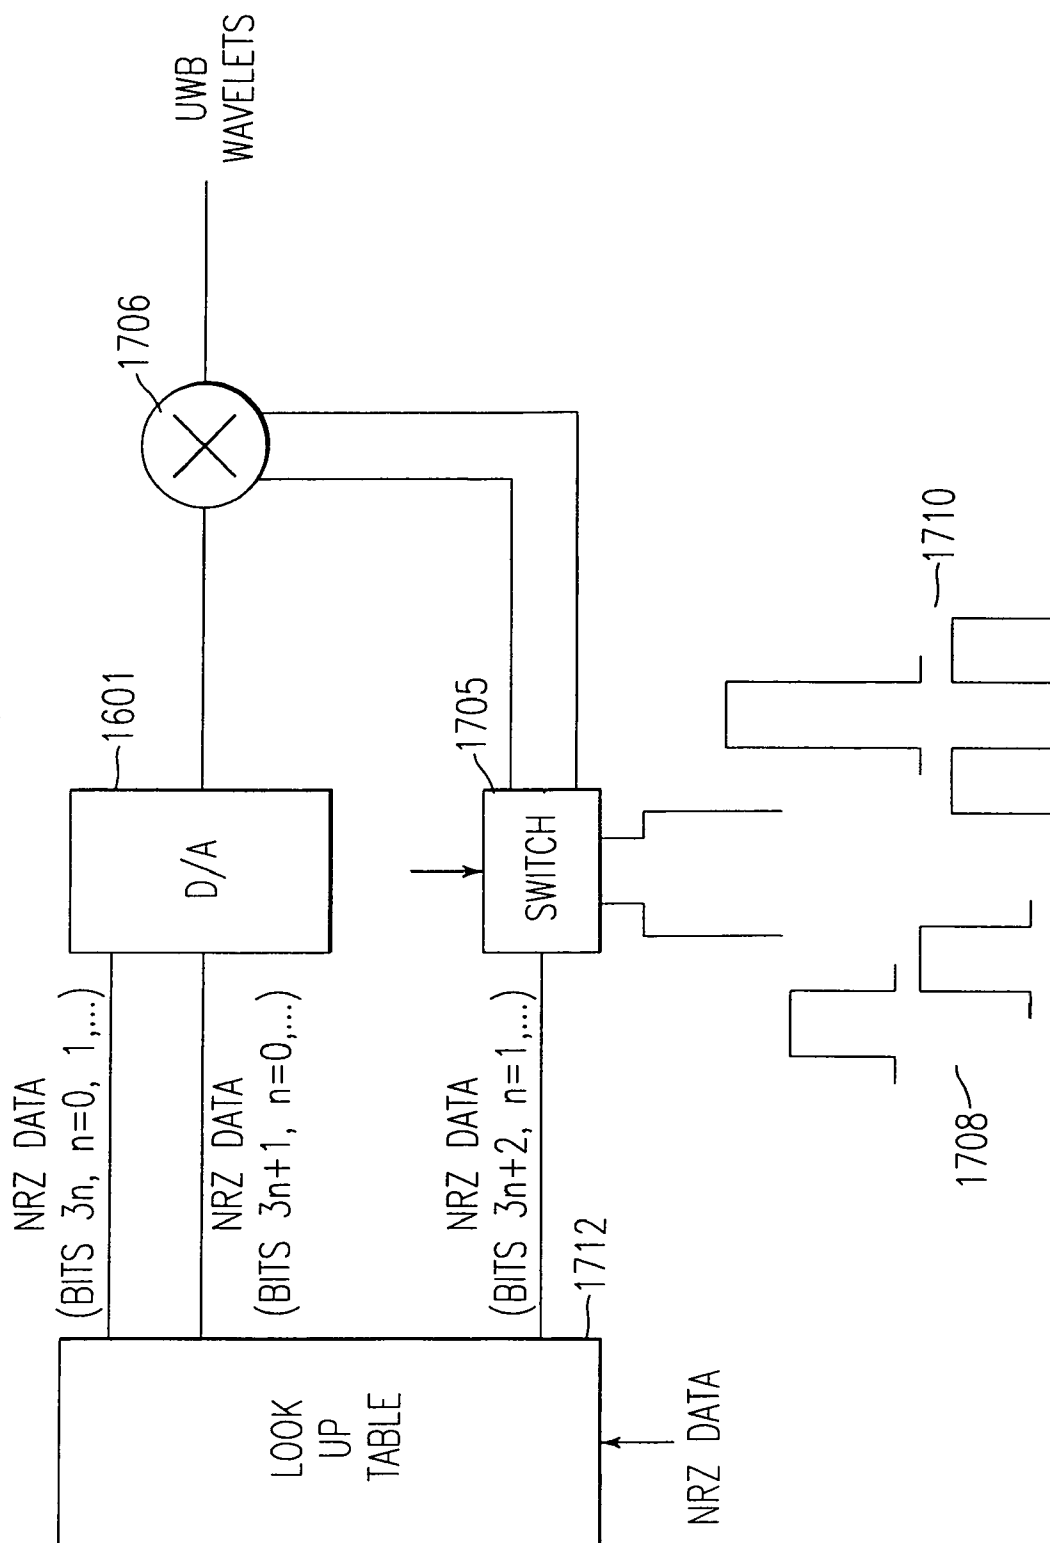 NRZ DATA
(BITS 3n, n=0, 1,...)
NRZ DATA
(BITS 3n+1, n=0,...)
NRZ DATA
(BITS 3n+2, n=1,...)
LOOK
UP
TABLE
1712
NRZ DATA
D/A
1601
SWITCH
1705
1706
UWB
WAVELETS
1708
1710